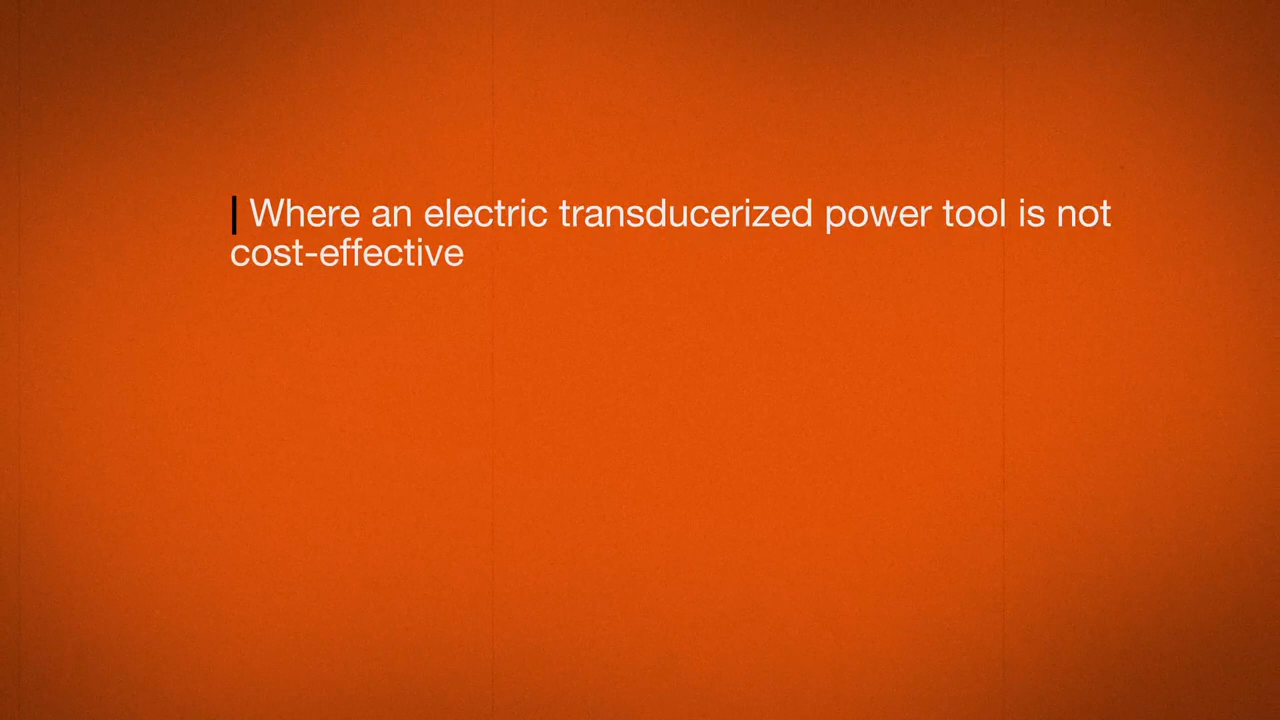 | Where an electric transducerized power tool is not
cost-effective